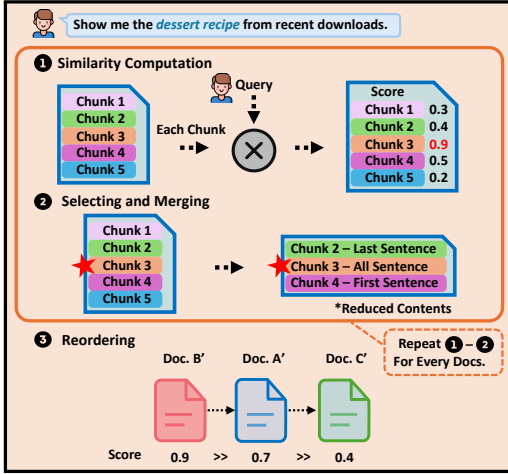 Show me the dessert recipe from recent downloads.
1 Similarity Computation
Chunk 1
Chunk 2
Chunk 3
Chunk 4
Chunk 5
Each Chunk
Query
Score
Chunk 1 0.3
Chunk 2 0.4
Chunk 3 0.9
Chunk 4 0.5
Chunk 5 0.2
2 Selecting and Merging
Chunk 1
Chunk 2
Chunk 3
Chunk 4
Chunk 5
Chunk 2 – Last Sentence
Chunk 3 – All Sentence
Chunk 4 – First Sentence
*Reduced Contents
Repeat 1 – 2
For Every Docs.
3 Reordering
Doc. B’ Doc. A’ Doc. C’
Score 0.9 >> 0.7 >> 0.4